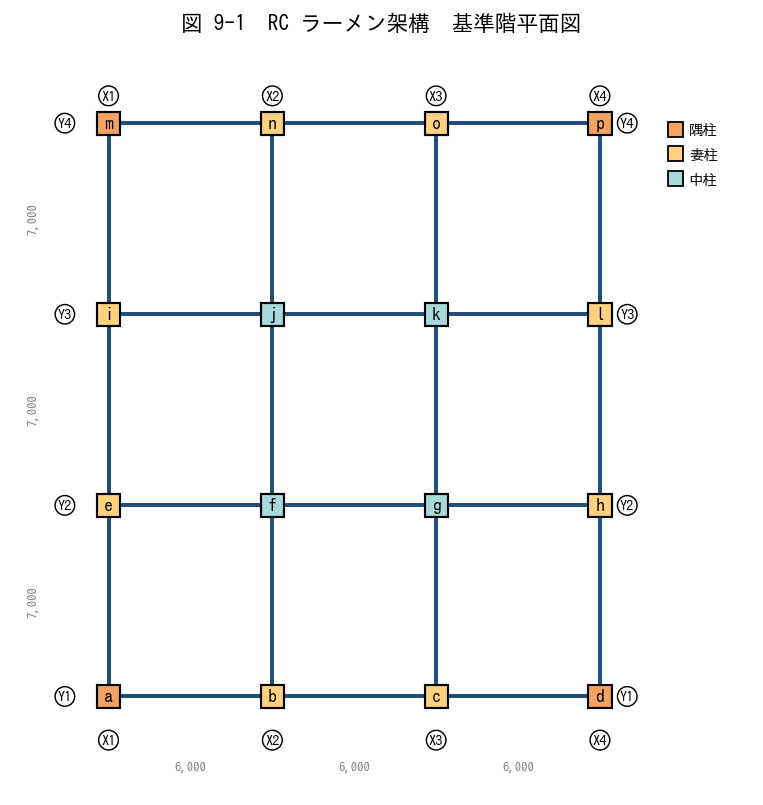 図 9-1 RC ラーメン架構 基準階平面図
X1 X2 X3 X4
Y4 m n o p Y4
隅柱
妻柱
中柱
7,000
Y3 i j k l Y3
7,000
Y2 e f g h Y2
7,000
Y1 a b c d Y1
X1 X2 X3 X4
6,000 6,000 6,000